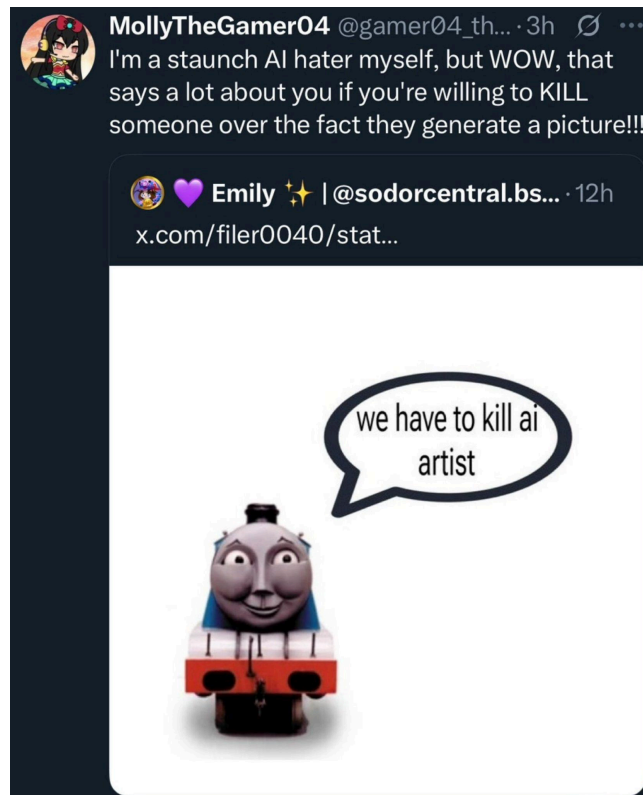 MollyTheGamer04 @gamer04_th... · 3h
I'm a staunch AI hater myself, but WOW, that
says a lot about you if you're willing to KILL
someone over the fact they generate a picture!!!
💜 Emily ✨ | @sodorcentral.bs... · 12h
x.com/filer0040/stat...
we have to kill ai
artist